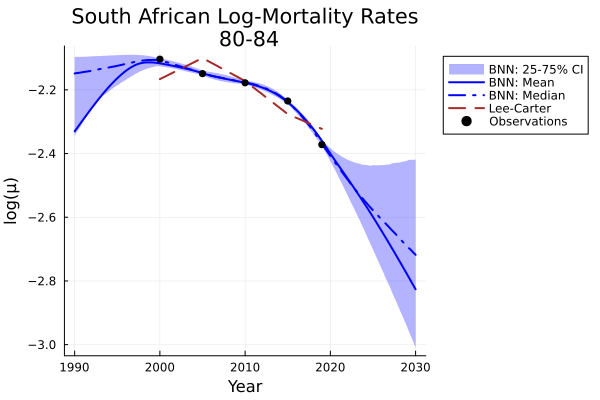 South African Log-Mortality Rates
80-84
log(μ)
−2.2
−2.4
−2.6
−2.8
−3.0
1990
2000
2010
2020
2030
Year
BNN: 25-75% CI
BNN: Mean
BNN: Median
Lee-Carter
Observations